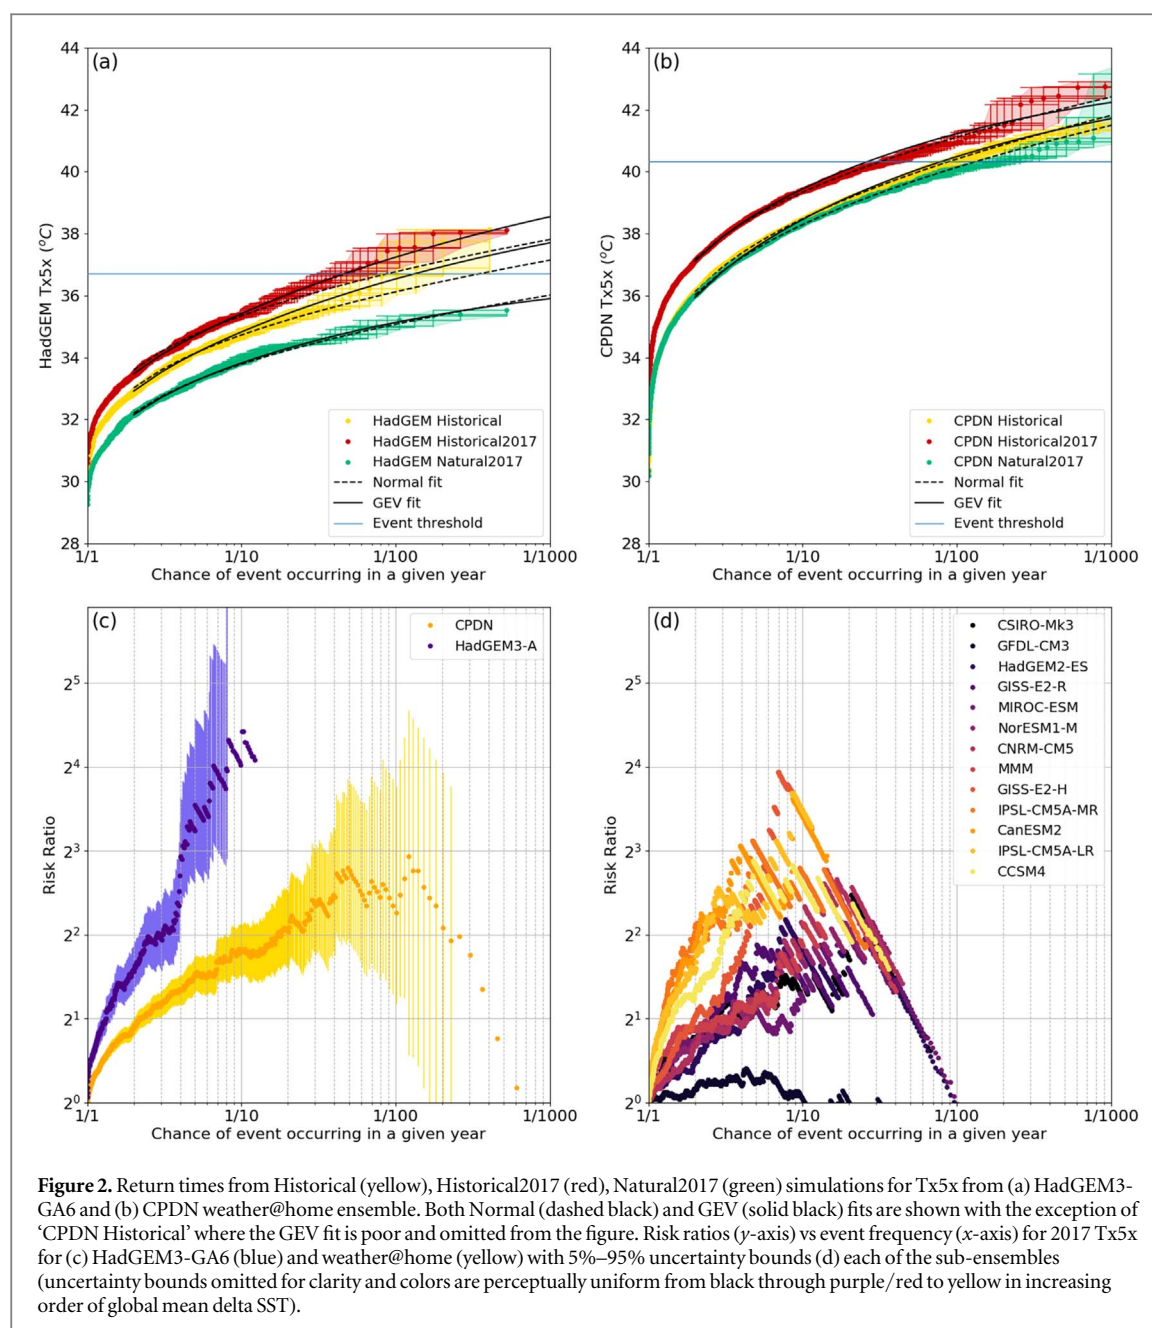 (a)
44
42
40
38
36
34
32
30
28
HadGEM Tx5x (°C)
HadGEM Historical
HadGEM Historical2017
HadGEM Natural2017
Normal fit
GEV fit
Event threshold
1/1
1/10
1/100
1/1000
Chance of event occurring in a given year
(b)
44
42
40
38
36
34
32
30
28
CPDN Tx5x (°C)
CPDN Historical
CPDN Historical2017
CPDN Natural2017
Normal fit
GEV fit
Event threshold
1/1
1/10
1/100
1/1000
Chance of event occurring in a given year
(c)
CPDN
HadGEM3-A
2⁵
2⁴
2³
2²
2¹
2⁰
Risk Ratio
1/1
1/10
1/100
1/1000
Chance of event occurring in a given year
(d)
CSIRO-Mk3
GFDL-CM3
HadGEM2-ES
GISS-E2-R
MIROC-ESM
NorESM1-M
CNRM-CM5
MMM
GISS-E2-H
IPSL-CM5A-MR
CanESM2
IPSL-CM5A-LR
CCSM4
2⁵
2⁴
2³
2²
2¹
2⁰
Risk Ratio
1/1
1/10
1/100
1/1000
Chance of event occurring in a given year
Figure 2. Return times from Historical (yellow), Historical2017 (red), Natural2017 (green) simulations for Tx5x from (a) HadGEM3-
GA6 and (b) CPDN weather@home ensemble. Both Normal (dashed black) and GEV (solid black) fits are shown with the exception of
‘CPDN Historical’ where the GEV fit is poor and omitted from the figure. Risk ratios (y-axis) vs event frequency (x-axis) for 2017 Tx5x
for (c) HadGEM3-GA6 (blue) and weather@home (yellow) with 5%–95% uncertainty bounds (d) each of the sub-ensembles
(uncertainty bounds omitted for clarity and colors are perceptually uniform from black through purple/red to yellow in increasing
order of global mean delta SST).